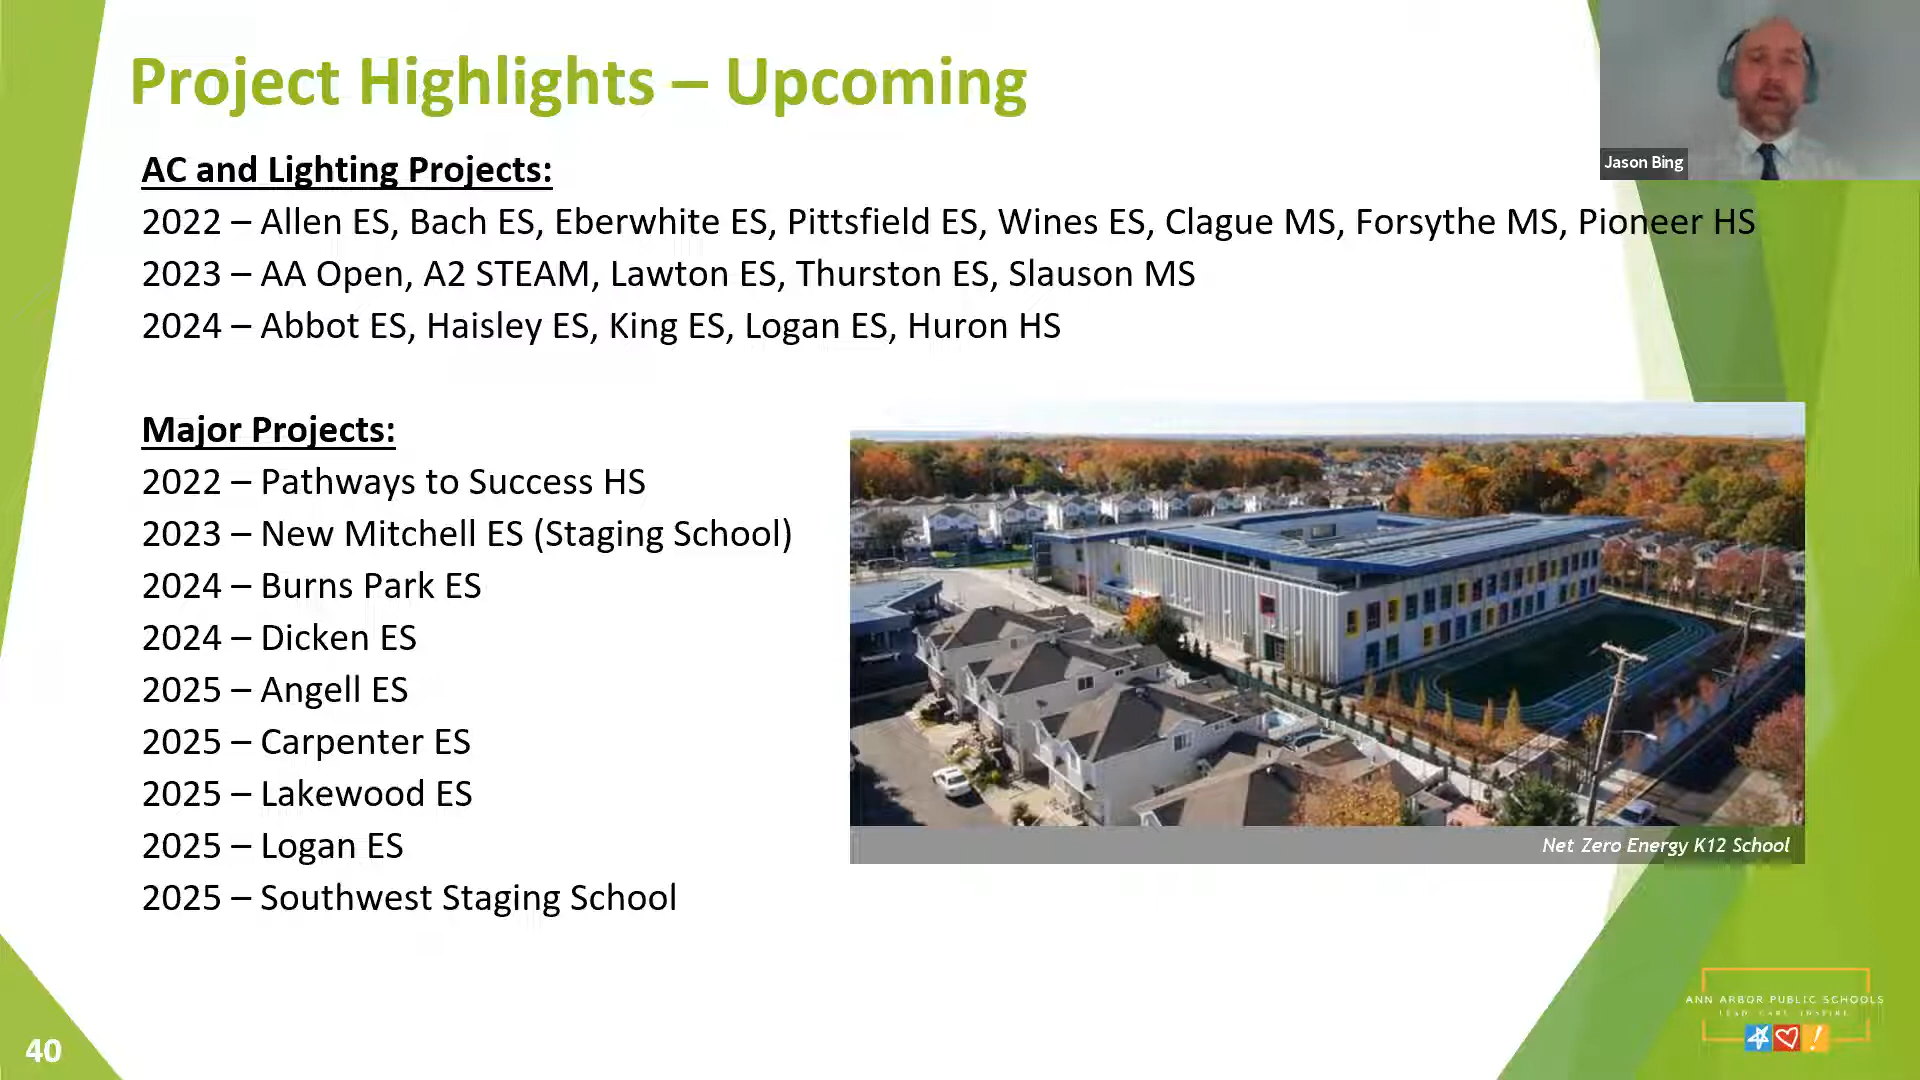 Project Highlights – Upcoming
Jason Bing
AC and Lighting Projects:
2022 – Allen ES, Bach ES, Eberwhite ES, Pittsfield ES, Wines ES, Clague MS, Forsythe MS, Pioneer HS
2023 – AA Open, A2 STEAM, Lawton ES, Thurston ES, Slauson MS
2024 – Abbot ES, Haisley ES, King ES, Logan ES, Huron HS
Major Projects:
2022 – Pathways to Success HS
2023 – New Mitchell ES (Staging School)
2024 – Burns Park ES
2024 – Dicken ES
2025 – Angell ES
2025 – Carpenter ES
2025 – Lakewood ES
2025 – Logan ES
2025 – Southwest Staging School
Net Zero Energy K12 School
ANN ARBOR PUBLIC SCHOOLS
LEAD CARE INSPIRE
40